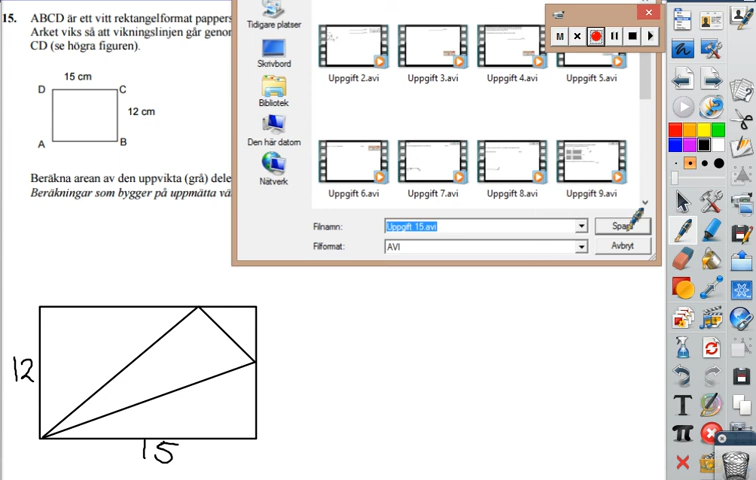 15. ABCD är ett vitt rektangelformat pappers
Arket viks så att vikningslinjen går genom
CD (se högra figuren).
15 cm
D C
12 cm
A B
Beräkna arean av den uppvikta (grå) dele
Beräkningar som bygger på uppmätta vä
Tidigare platser
Skrivbord
Bibliotek
Den här datorn
Nätverk
Uppgift 2.avi Uppgift 3.avi Uppgift 4.avi Uppgift 5.avi
Uppgift 6.avi Uppgift 7.avi Uppgift 8.avi Uppgift 9.avi
Filnamn: Uppgift 15.avi Spara
Filformat: AVI Avbryt
M
12
15
T
π